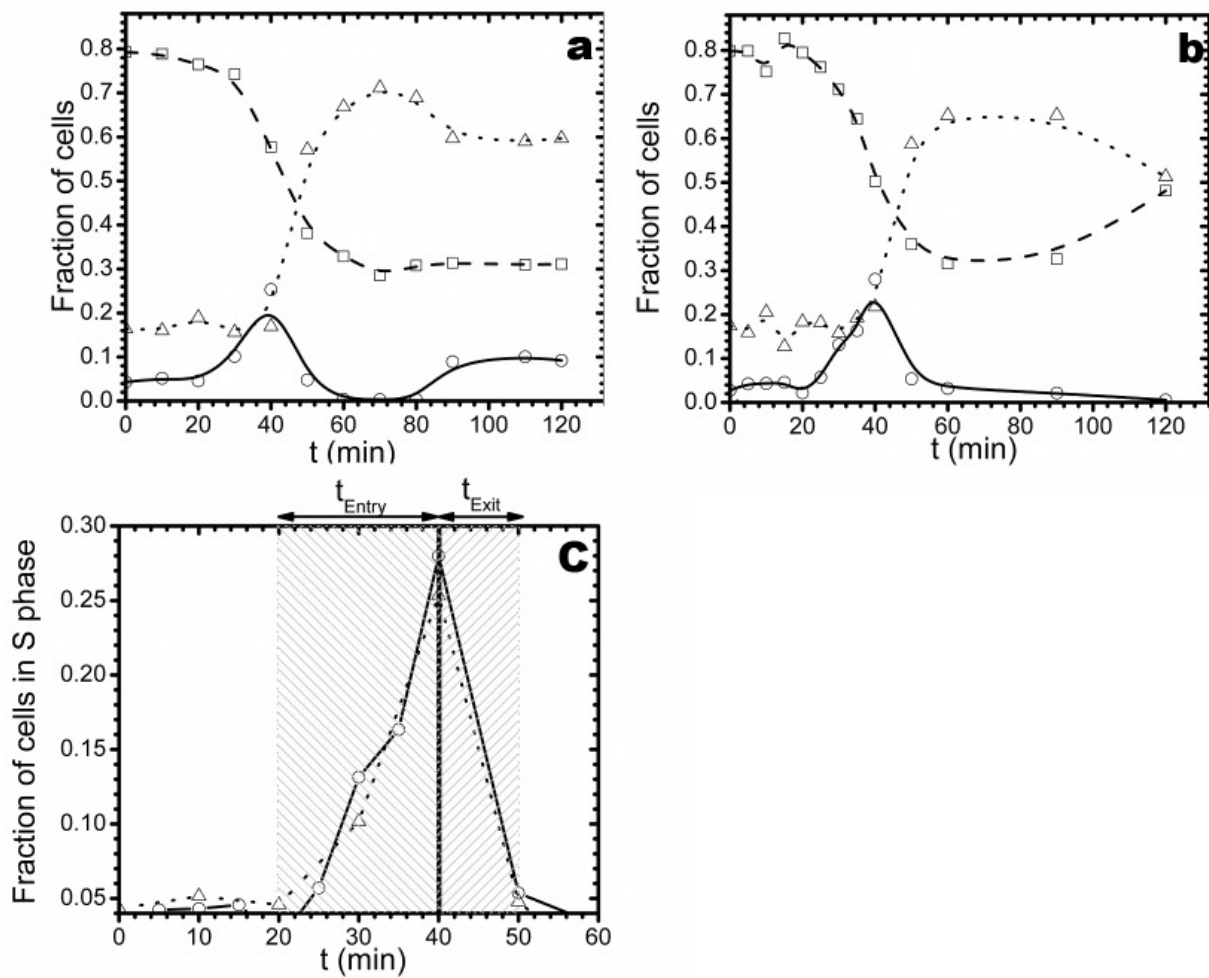 a
0.8
0.7
0.6
0.5
0.4
0.3
0.2
0.1
0.0
Fraction of cells
0 20 40 60 80 100 120
t (min)
b
0.8
0.7
0.6
0.5
0.4
0.3
0.2
0.1
0.0
Fraction of cells
0 20 40 60 80 100 120
t (min)
tEntry tExit
c
0.30
0.25
0.20
0.15
0.10
0.05
Fraction of cells in S phase
0 10 20 30 40 50 60
t (min)